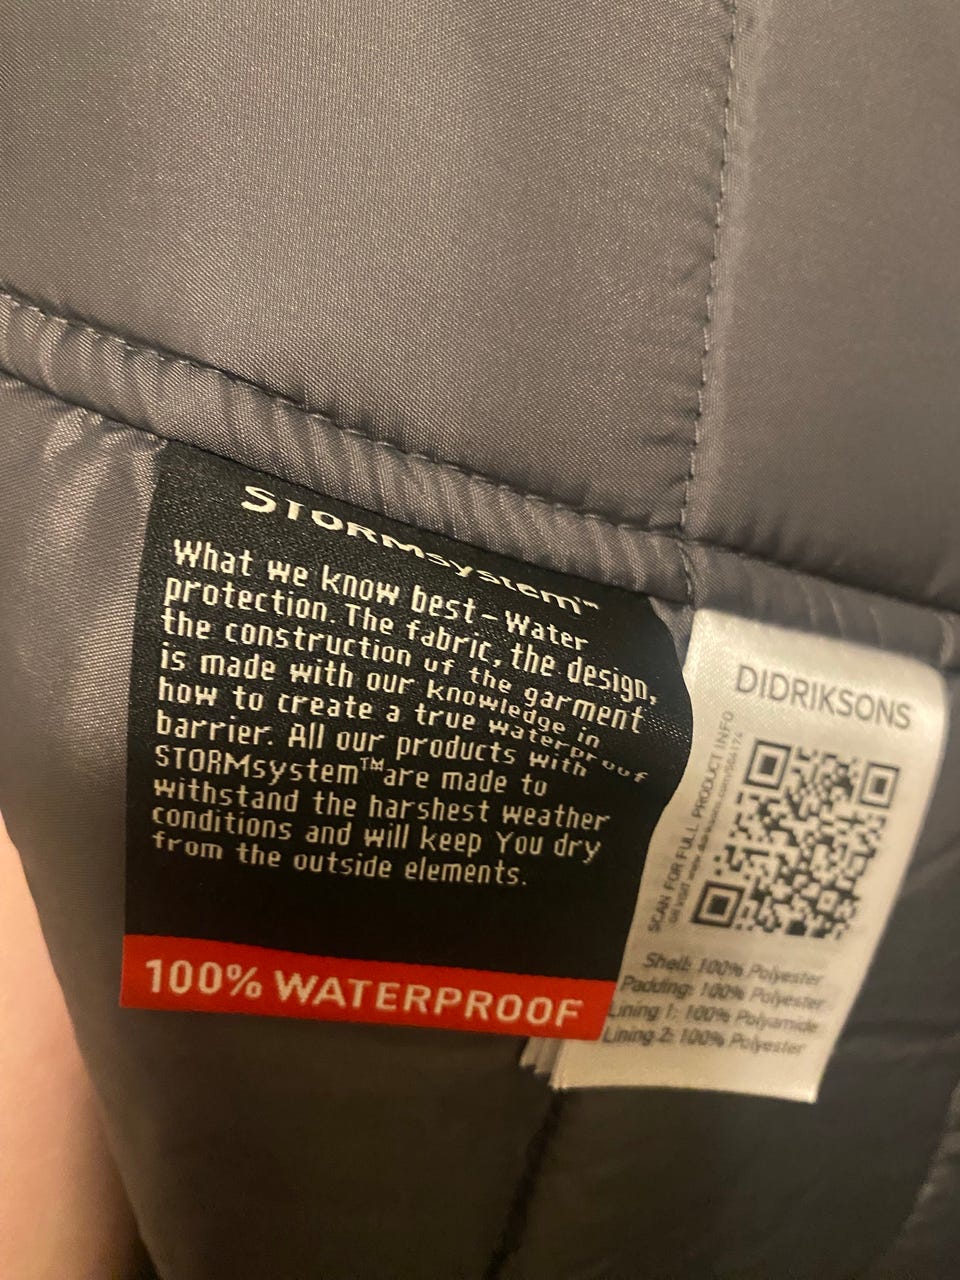 STORMsystem™
What we know best - Water
protection. The fabric, the design,
the construction of the garment
is made with our knowledge in
how to create a true waterproof
barrier. All our products with
STORMsystem™are made to
withstand the harshest weather
conditions and will keep You dry
from the outside elements.
100% WATERPROOF
DIDRIKSONS
SCAN FOR FULL PRODUCT INFO
OR VISIT
Shell: 100% Polyester
Padding: 100% Polyester
Lining 1: 100% Polyamide
Lining 2: 100% Polyester